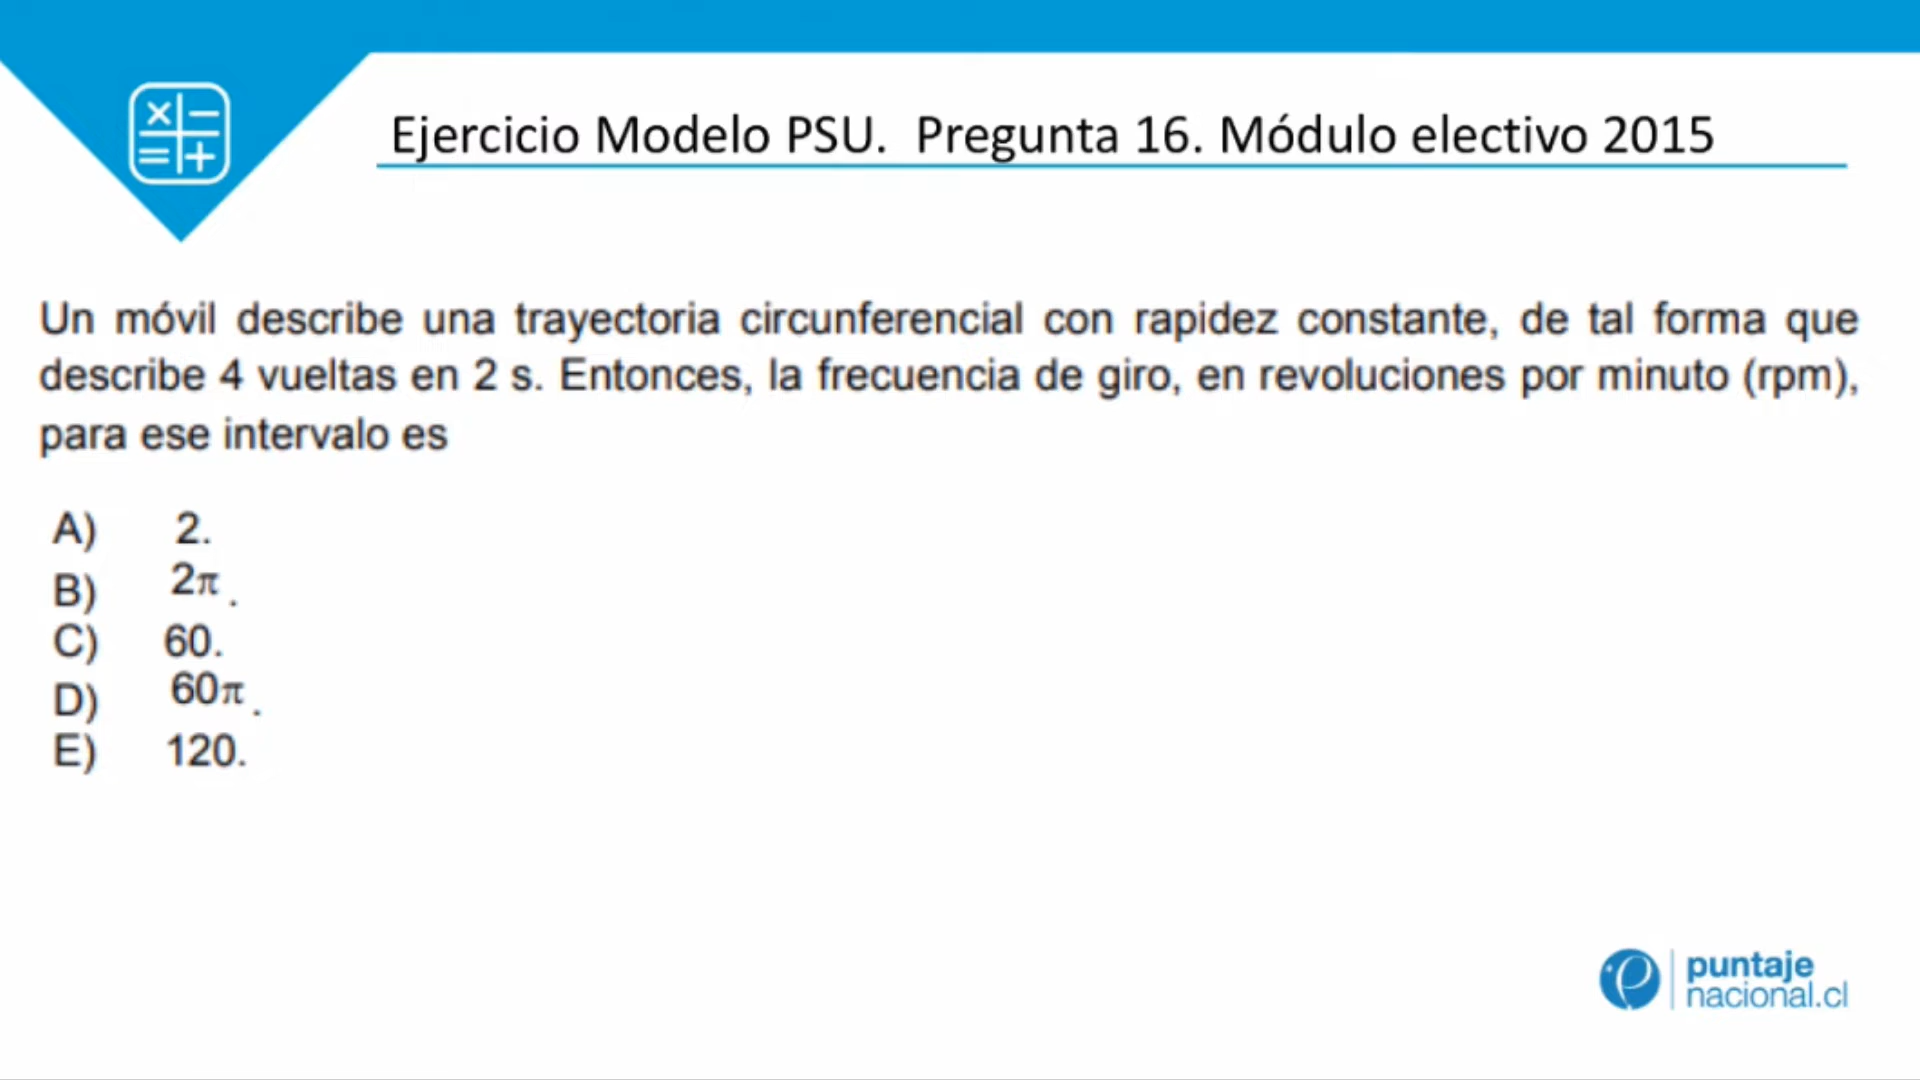 Ejercicio Modelo PSU. Pregunta 16. Módulo electivo 2015
Un móvil describe una trayectoria circunferencial con rapidez constante, de tal forma que
describe 4 vueltas en 2 s. Entonces, la frecuencia de giro, en revoluciones por minuto (rpm),
para ese intervalo es
A) 2.
B) 2π.
C) 60.
D) 60π.
E) 120.
puntaje
nacional.cl